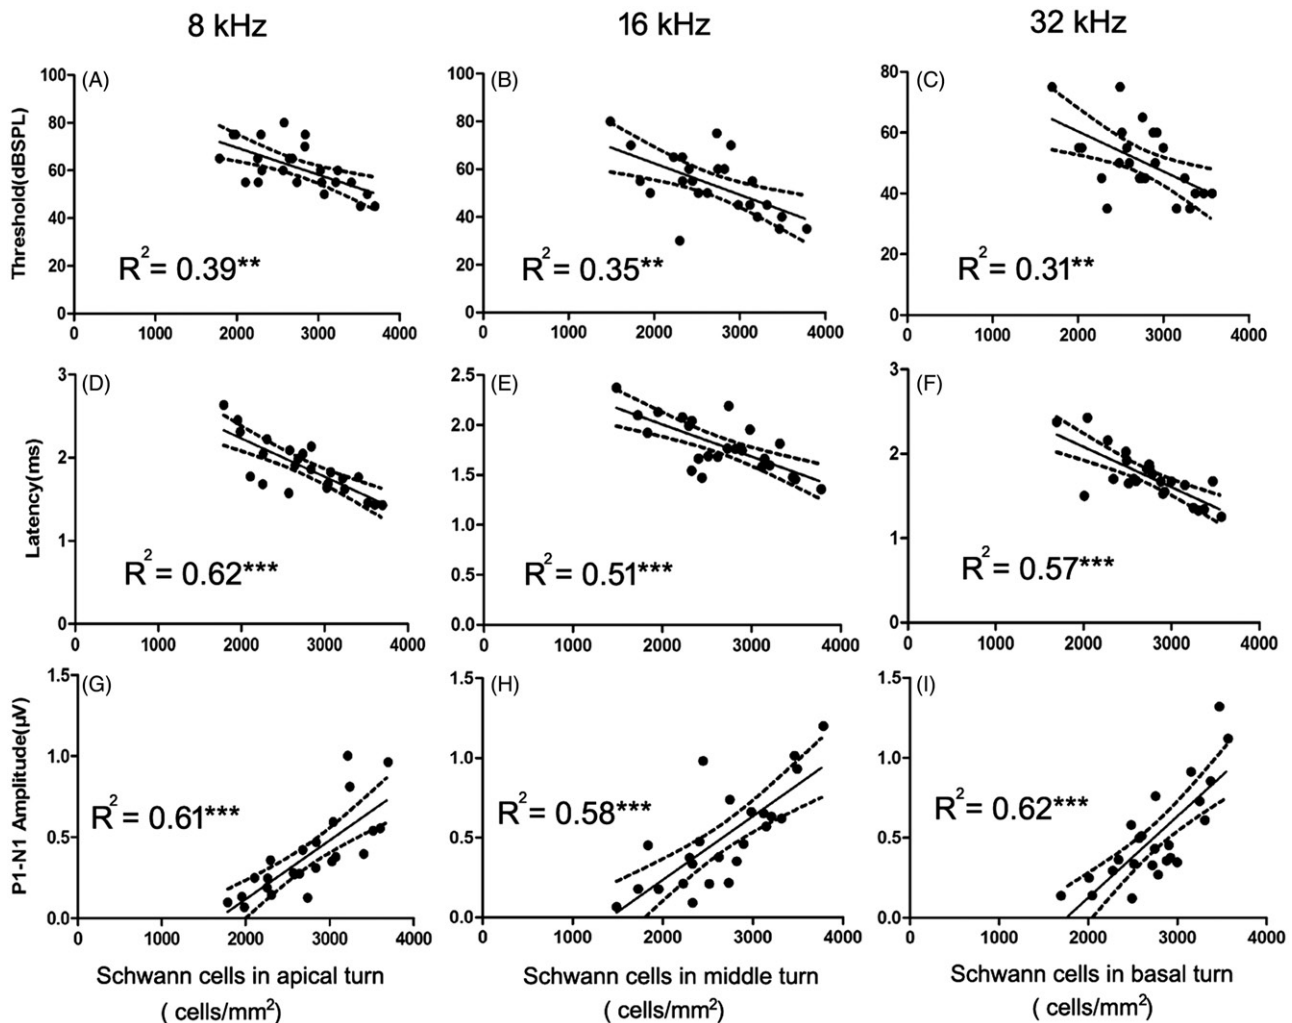 8 kHz 16 kHz 32 kHz
(A) (B) (C)
Threshold(dBSPL)
100
80
60
40
20
0
0 1000 2000 3000 4000
R²= 0.39**
100
80
60
40
20
0
0 1000 2000 3000 4000
R²= 0.35**
80
60
40
20
0
0 1000 2000 3000 4000
R²= 0.31**
(D) (E) (F)
Latency(ms)
3
2
1
0
0 1000 2000 3000 4000
R²= 0.62***
2.5
2.0
1.5
1.0
0.5
0.0
0 1000 2000 3000 4000
R²= 0.51***
3
2
1
0
0 1000 2000 3000 4000
R²= 0.57***
(G) (H) (I)
P1-N1 Amplitude(μV)
1.5
1.0
0.5
0.0
0 1000 2000 3000 4000
R²= 0.61***
1.5
1.0
0.5
0.0
0 1000 2000 3000 4000
R²= 0.58***
1.5
1.0
0.5
0.0
0 1000 2000 3000 4000
R²= 0.62***
Schwann cells in apical turn
( cells/mm²)
Schwann cells in middle turn
( cells/mm²)
Schwann cells in basal turn
( cells/mm²)